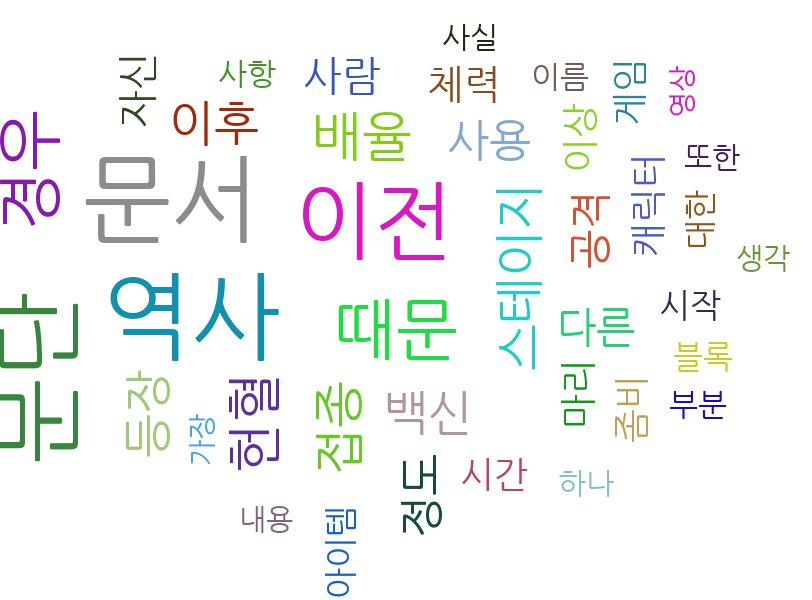 사실
자신
사항
사람
체력
이름
게임
영상
이후
배율
사용
이상
또한
경우
문서
이전
스테이지
공격
캐릭터
대한
생각
문단
역사
때문
다른
시작
블록
등장
가장
헌혈
접종
백신
마리
좀비
부분
정도
시간
하나
내용
아이템